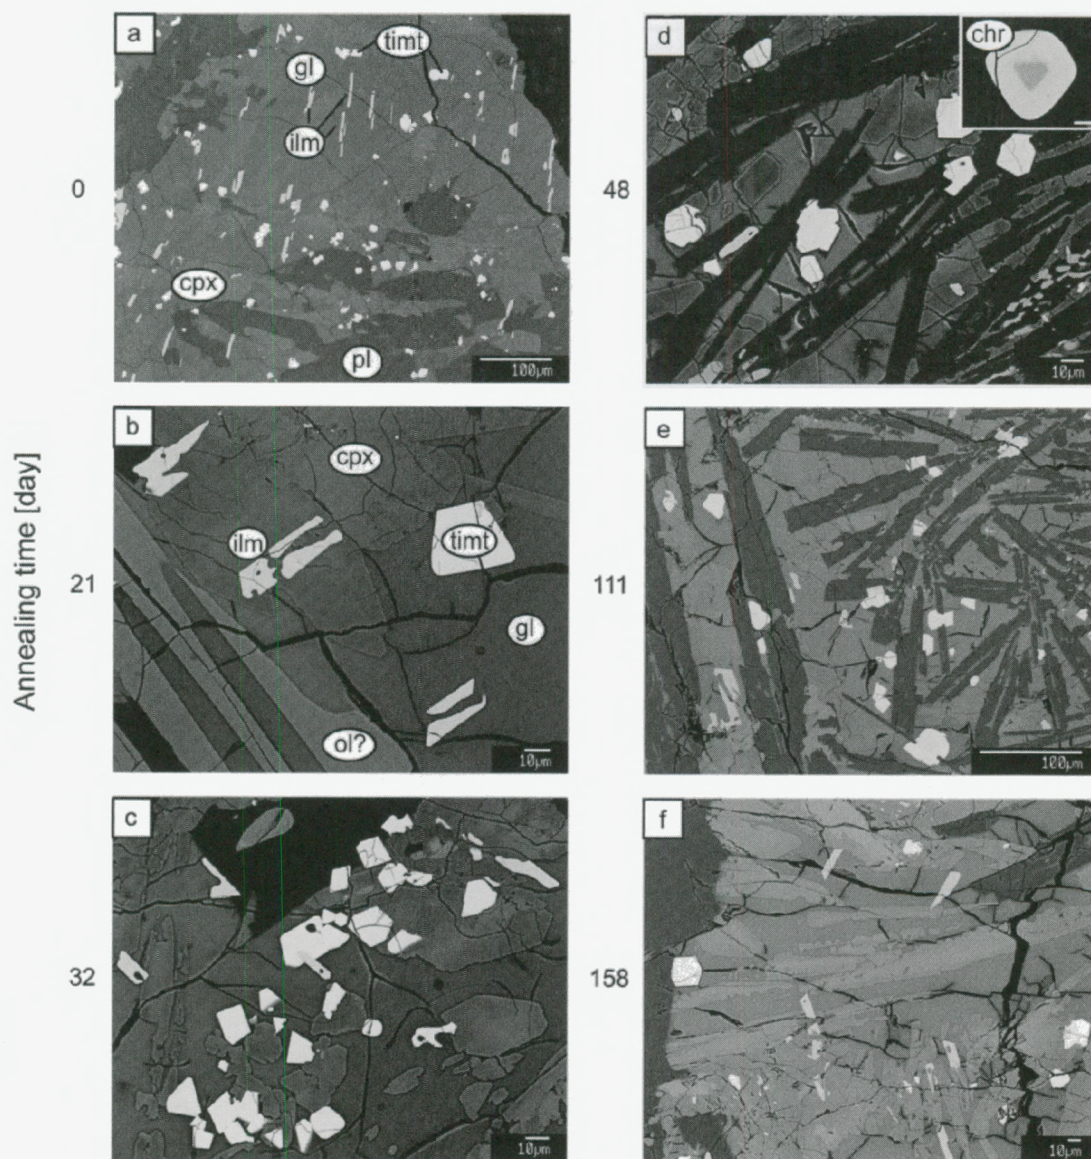 Annealing time [day]
0
a
timt
gl
ilm
cpx
pl
100µm
21
b
cpx
ilm
timt
gl
ol?
10µm
32
c
10µm
48
d
chr
10µm
111
e
100µm
158
f
10µm